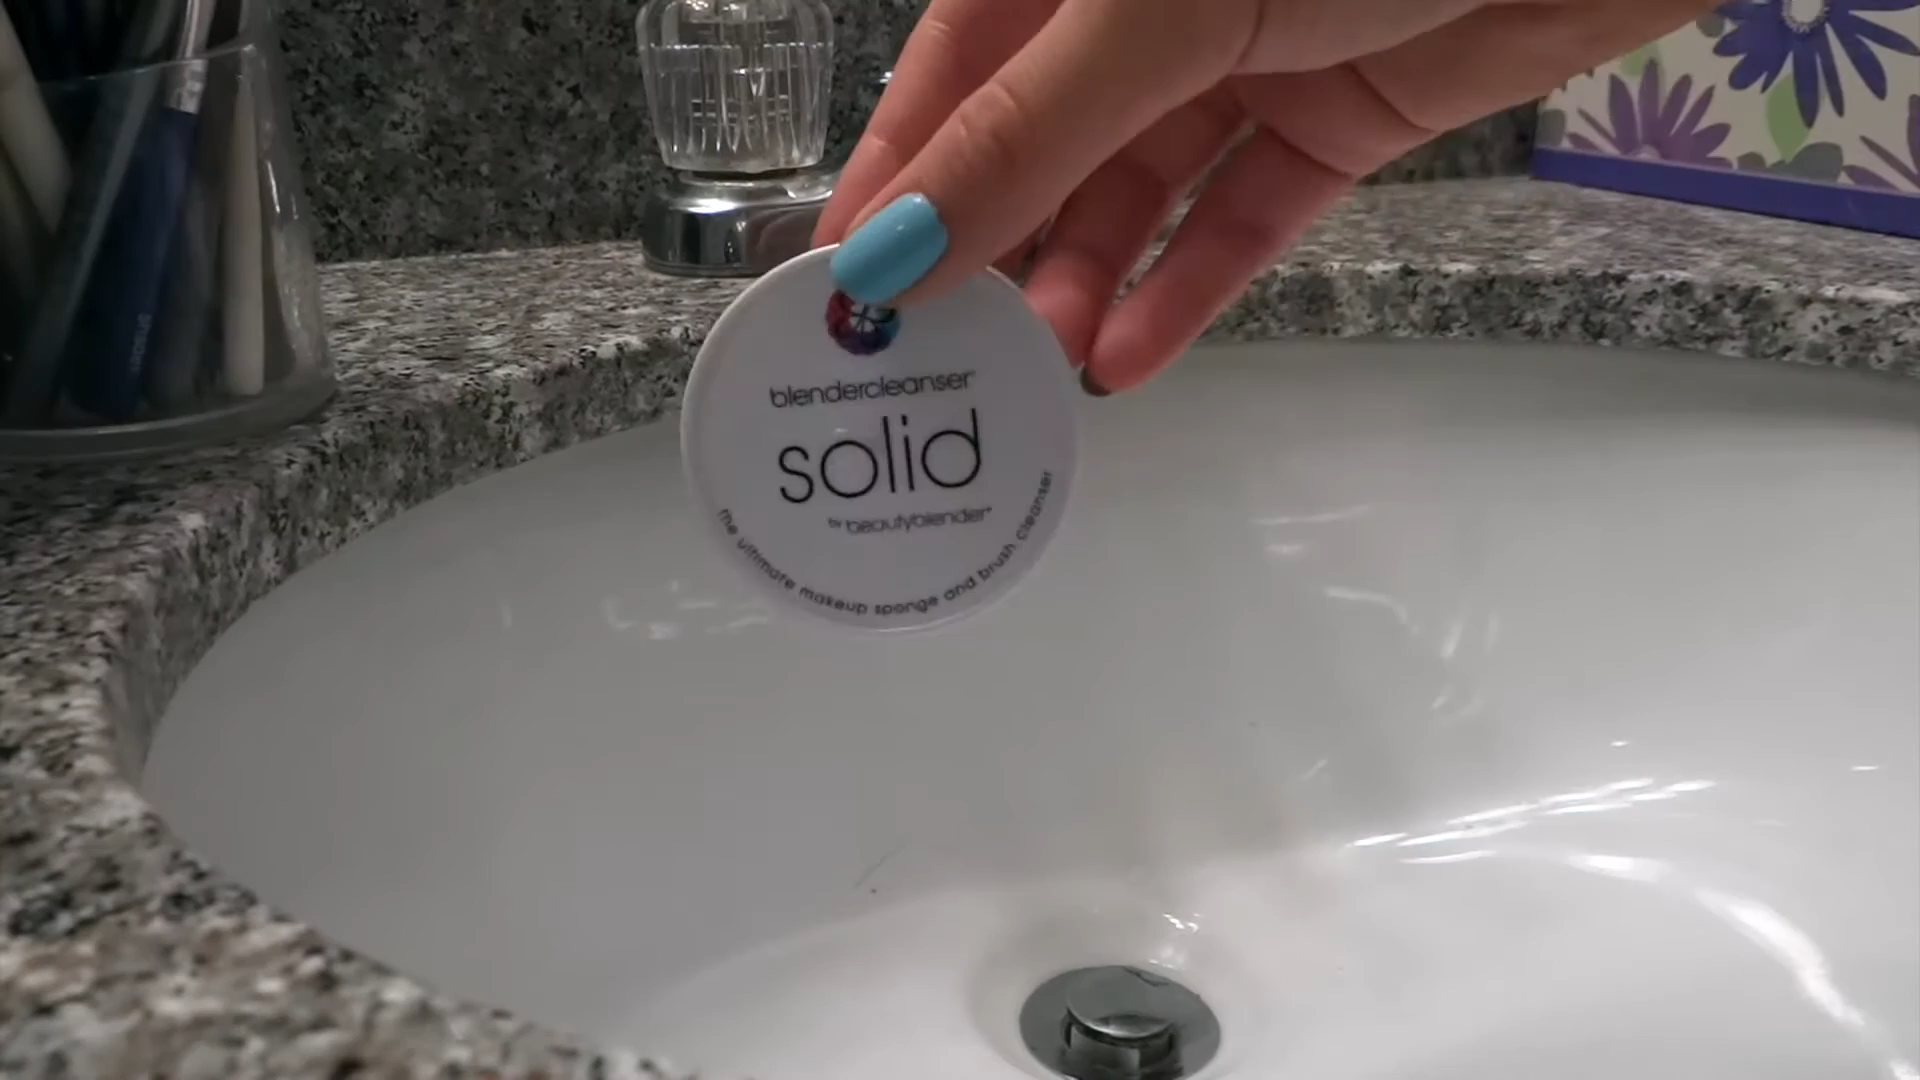 blendercleanser
solid
by beautyblender
the ultimate makeup sponge and brush cleanser